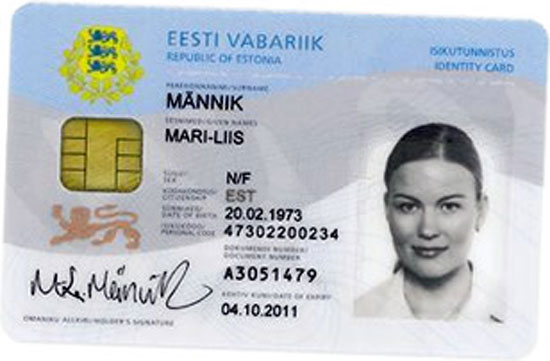 EESTI VABARIIK
REPUBLIC OF ESTONIA
ISIKUTUNNISTUS
IDENTITY CARD
PEREKONNANIMI/SURNAME
MÄNNIK
EESNIMED/GIVEN NAMES
MARI-LIIS
SUGU/
SEX
N/F
KODAKONDSUS/
CITIZENSHIP
EST
SÜNNIAEG/
DATE OF BIRTH
20.02.1973
ISIKUKOOD/
PERSONAL CODE
47302200234
DOKUMENDI NUMBER/
DOCUMENT NUMBER
A3051479
KEHTIV KUNI/DATE OF EXPIRY
04.10.2011
M.L. Männik
OMANIKU ALLKIRI/HOLDER'S SIGNATURE